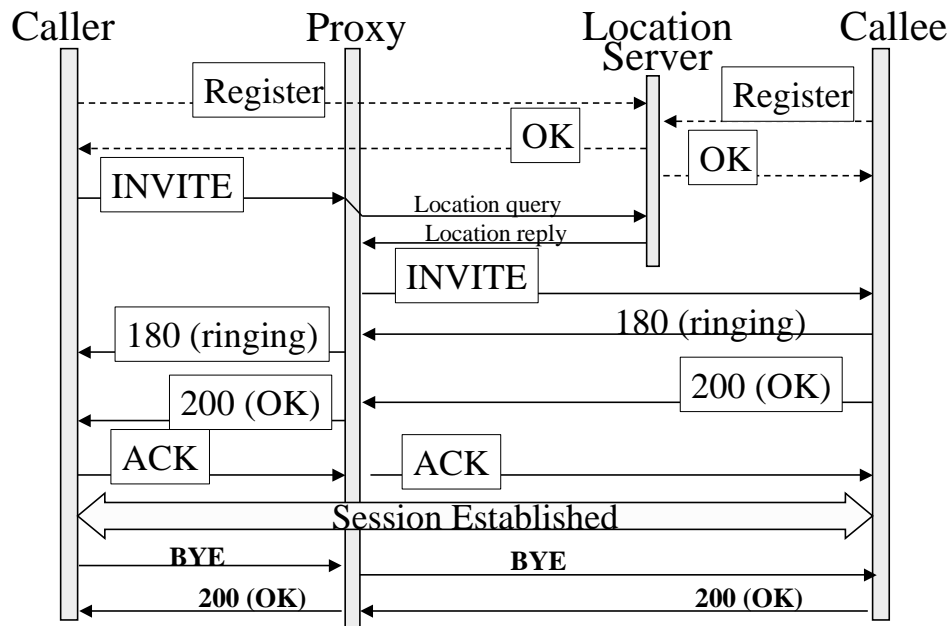 Caller
Proxy
Location
Server
Callee
Register
Register
OK
OK
INVITE
Location query
Location reply
INVITE
180 (ringing)
180 (ringing)
200 (OK)
200 (OK)
ACK
ACK
Session Established
BYE
BYE
200 (OK)
200 (OK)